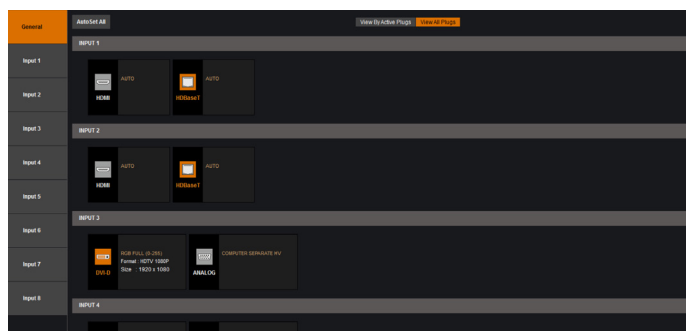 General
AutoSet All
View By Active Plugs
View All Plugs
INPUT 1
Input 1
AUTO
AUTO
HDMI
HDBaseT
Input 2
Input 3
INPUT 2
Input 4
AUTO
AUTO
HDMI
HDBaseT
Input 5
INPUT 3
Input 6
RGB FULL (0-255)
Format : HDTV 1080P
Size : 1920 x 1080
COMPUTER SEPARATE HV
DVI-D
ANALOG
Input 7
Input 8
INPUT 4